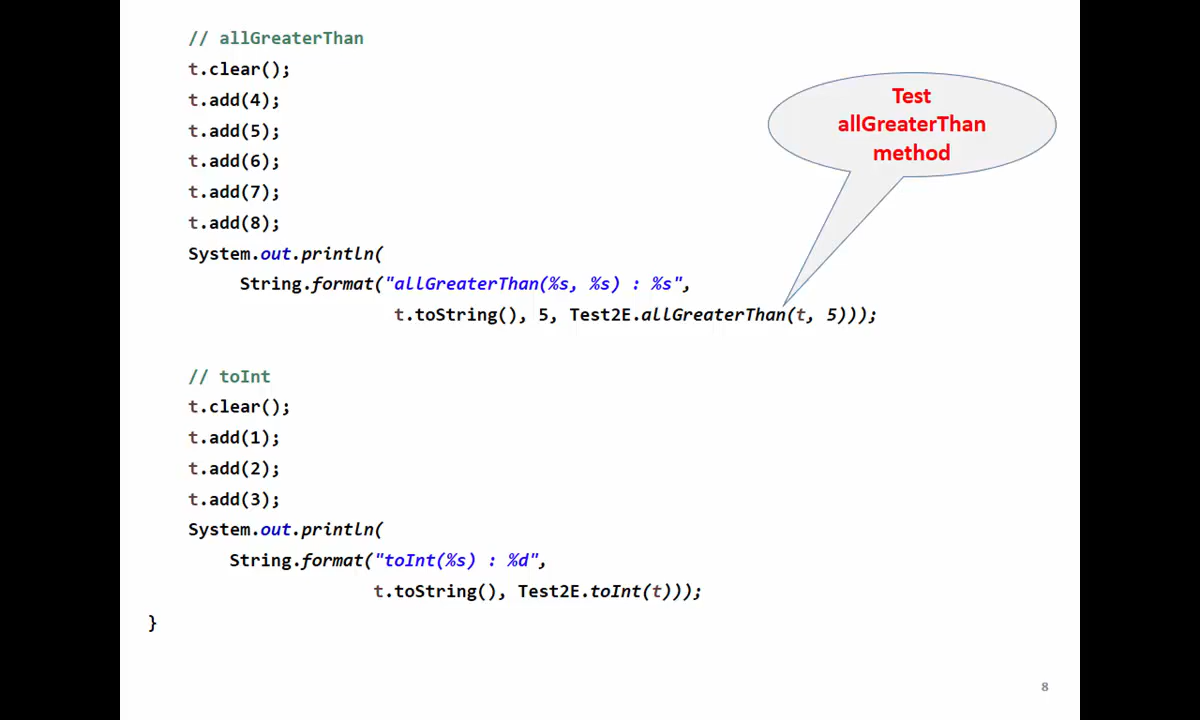 // allGreaterThan
t.clear();
t.add(4);
t.add(5);
t.add(6);
t.add(7);
t.add(8);
System.out.println(
String.format("allGreaterThan(%s, %s) : %s",
t.toString(), 5, Test2E.allGreaterThan(t, 5)));
Test
allGreaterThan
method
// toInt
t.clear();
t.add(1);
t.add(2);
t.add(3);
System.out.println(
String.format("toInt(%s) : %d",
t.toString(), Test2E.toInt(t)));
}
8